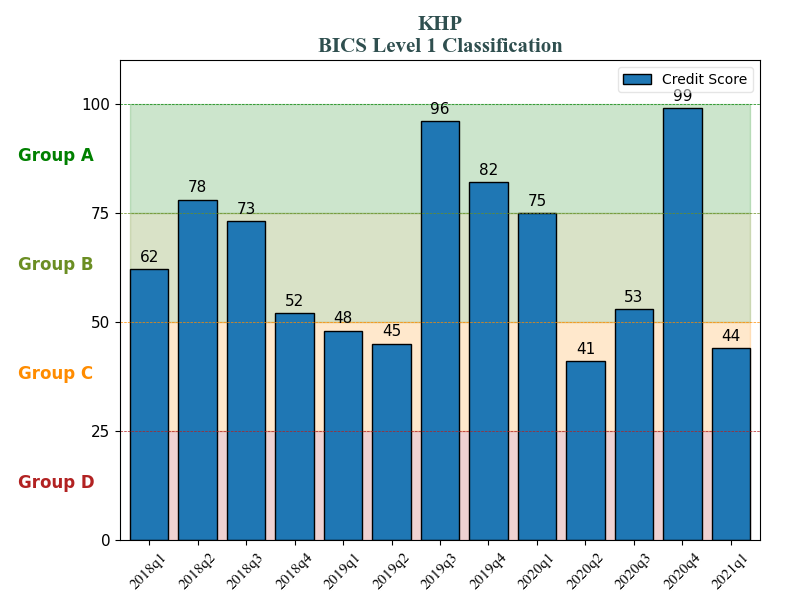 KHP
BICS Level 1 Classification
Credit Score
100
75
50
25
0
Group A
Group B
Group C
Group D
62
78
73
52
48
45
96
82
75
41
53
99
44
2018q1
2018q2
2018q3
2018q4
2019q1
2019q2
2019q3
2019q4
2020q1
2020q2
2020q3
2020q4
2021q1